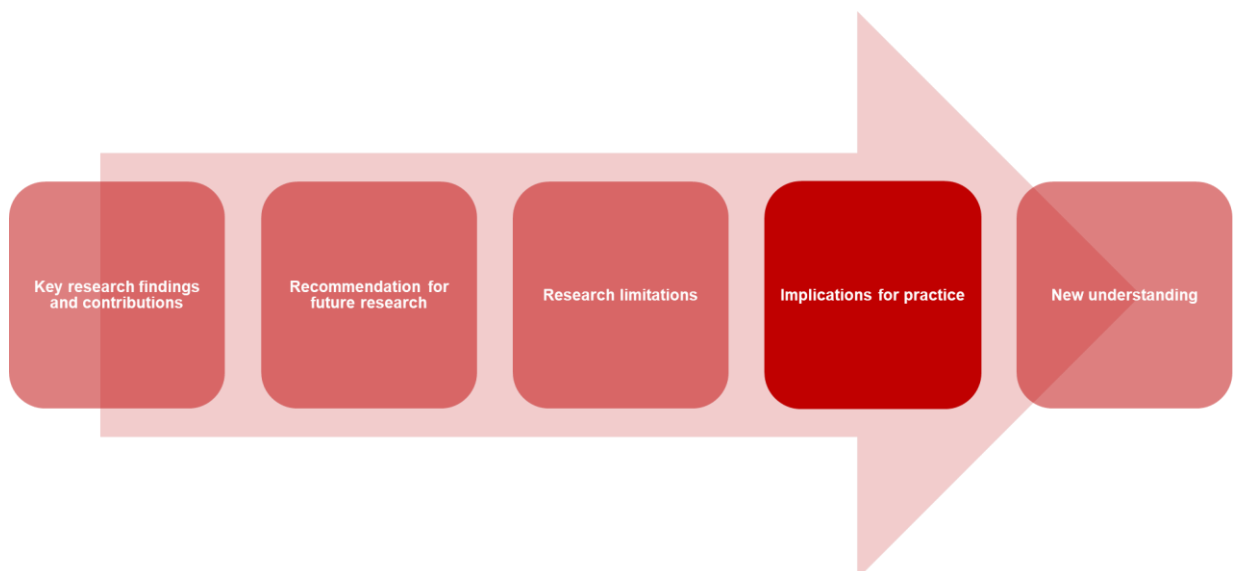 Key research findings
and contributions
Recommendation for
future research
Research limitations
Implications for practice
New understanding